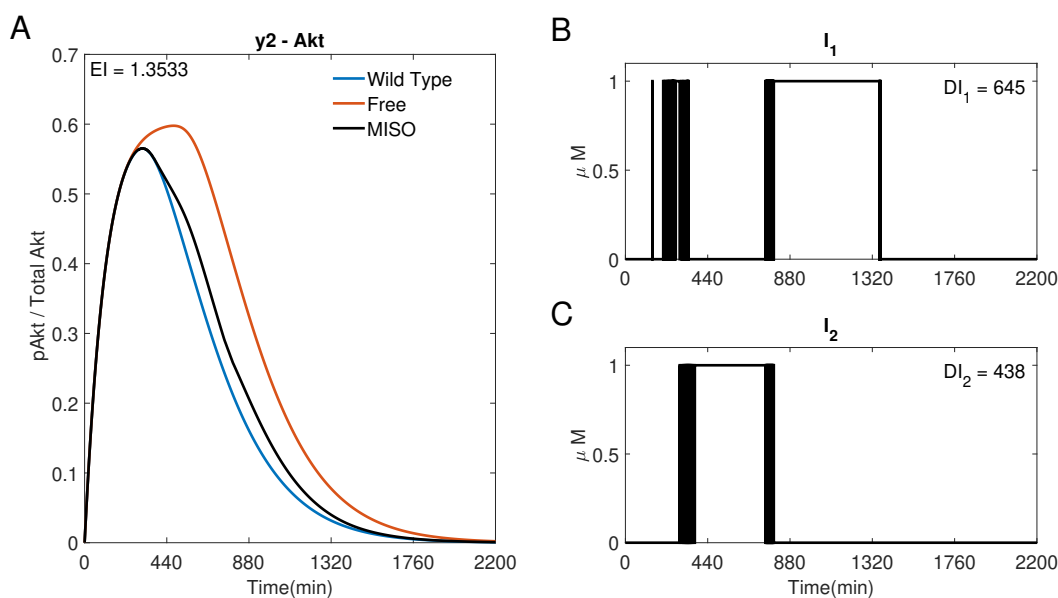 A
y2 - Akt
EI = 1.3533
Wild Type
Free
MISO
pAkt / Total Akt
0.7
0.6
0.5
0.4
0.3
0.2
0.1
0
0 440 880 1320 1760 2200
Time(min)
B
I1
DI1 = 645
μ M
1
0.5
0
0 440 880 1320 1760 2200
C
I2
DI2 = 438
μ M
1
0.5
0
0 440 880 1320 1760 2200
Time(min)